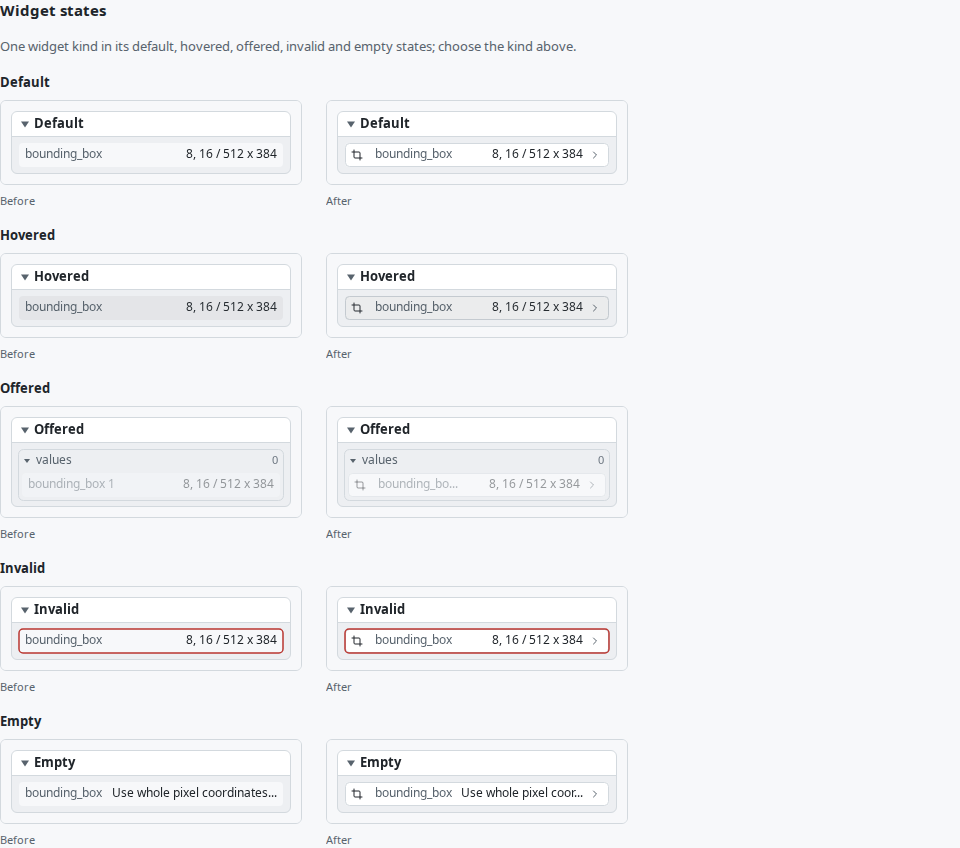 Widget states
One widget kind in its default, hovered, offered, invalid and empty states; choose the kind above.
Default
Default
bounding_box 8, 16 / 512 x 384
Before
Default
bounding_box 8, 16 / 512 x 384
After
Hovered
Hovered
bounding_box 8, 16 / 512 x 384
Before
Hovered
bounding_box 8, 16 / 512 x 384
After
Offered
Offered
values 0
bounding_box 1 8, 16 / 512 x 384
Before
Offered
values 0
bounding_bo... 8, 16 / 512 x 384
After
Invalid
Invalid
bounding_box 8, 16 / 512 x 384
Before
Invalid
bounding_box 8, 16 / 512 x 384
After
Empty
Empty
bounding_box Use whole pixel coordinates...
Before
Empty
bounding_box Use whole pixel coor...
After